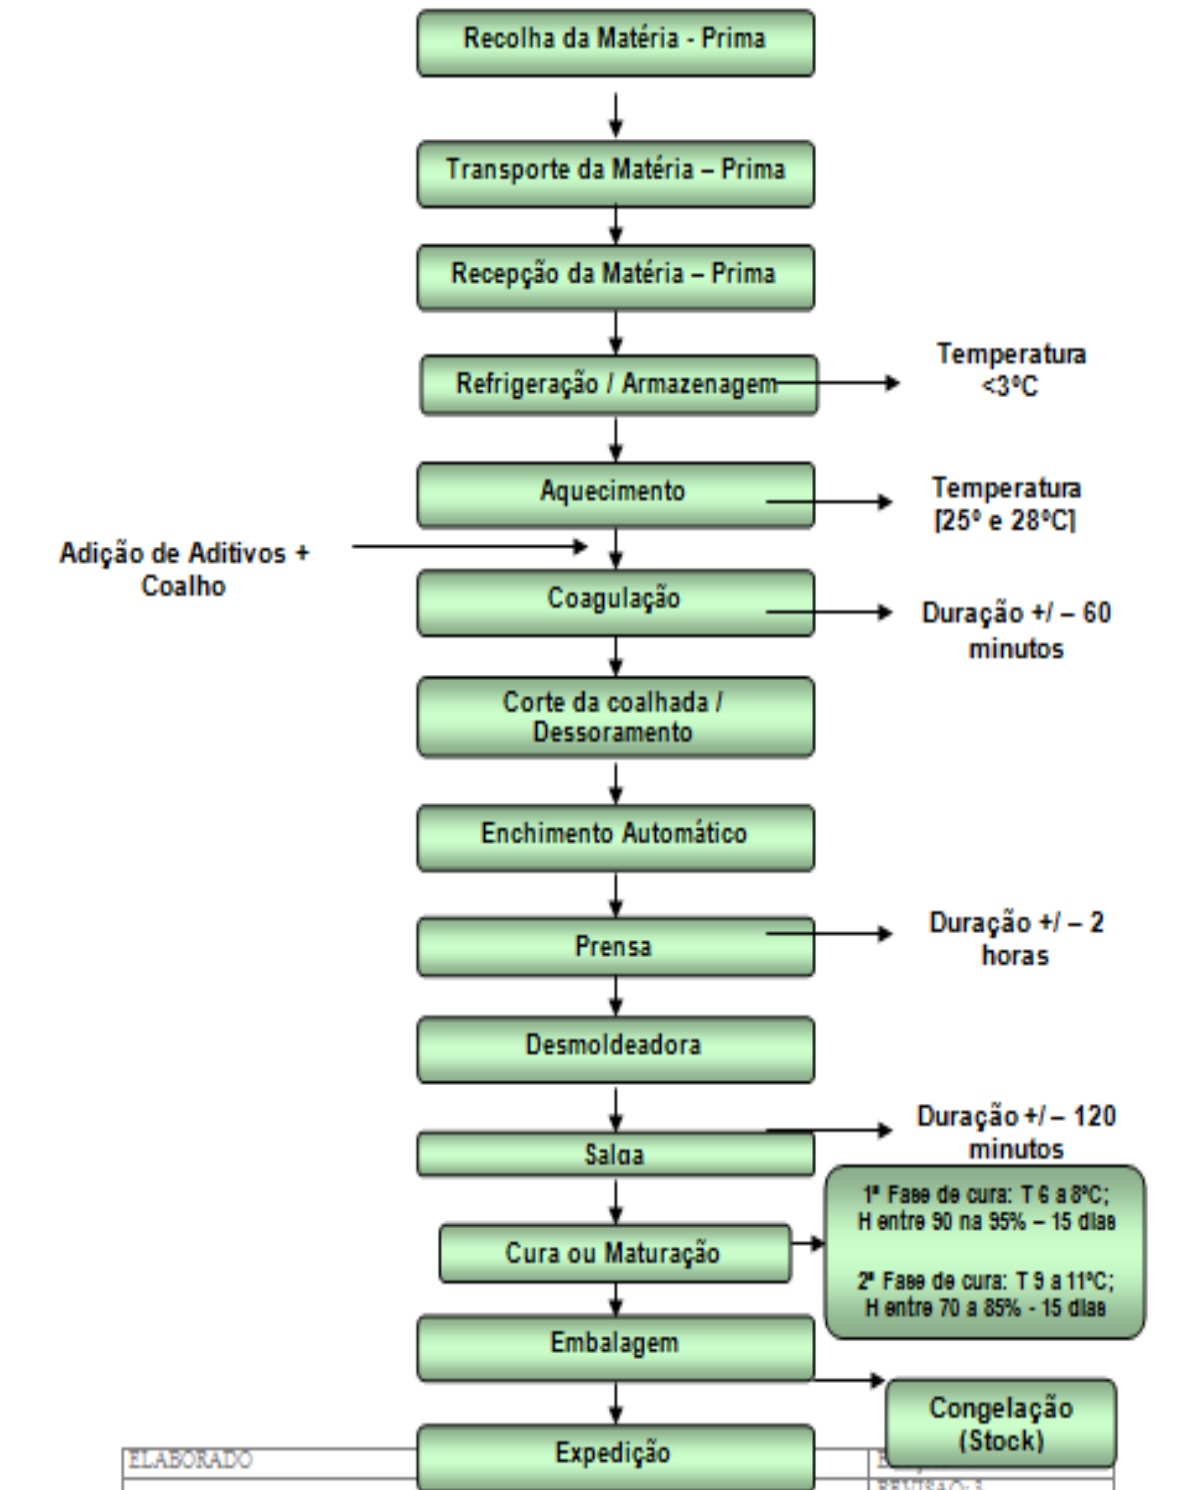 Recolha da Matéria - Prima
Transporte da Matéria – Prima
Recepção da Matéria – Prima
Refrigeração / Armazenagem
Temperatura
<3ºC
Aquecimento
Temperatura
[25º e 28ºC]
Adição de Aditivos +
Coalho
Coagulação
Duração +/ – 60
minutos
Corte da coalhada /
Dessoramento
Enchimento Automático
Prensa
Duração +/ – 2
horas
Desmoldeadora
Salga
Duração +/ – 120
minutos
Cura ou Maturação
1ª Fase de cura: T 6 a 8ºC;
H entre 90 na 95% – 15 dias
2ª Fase de cura: T 9 a 11ºC;
H entre 70 a 85% - 15 dias
Embalagem
Congelação
(Stock)
Expedição
ELABORADO
REVISAO: 3